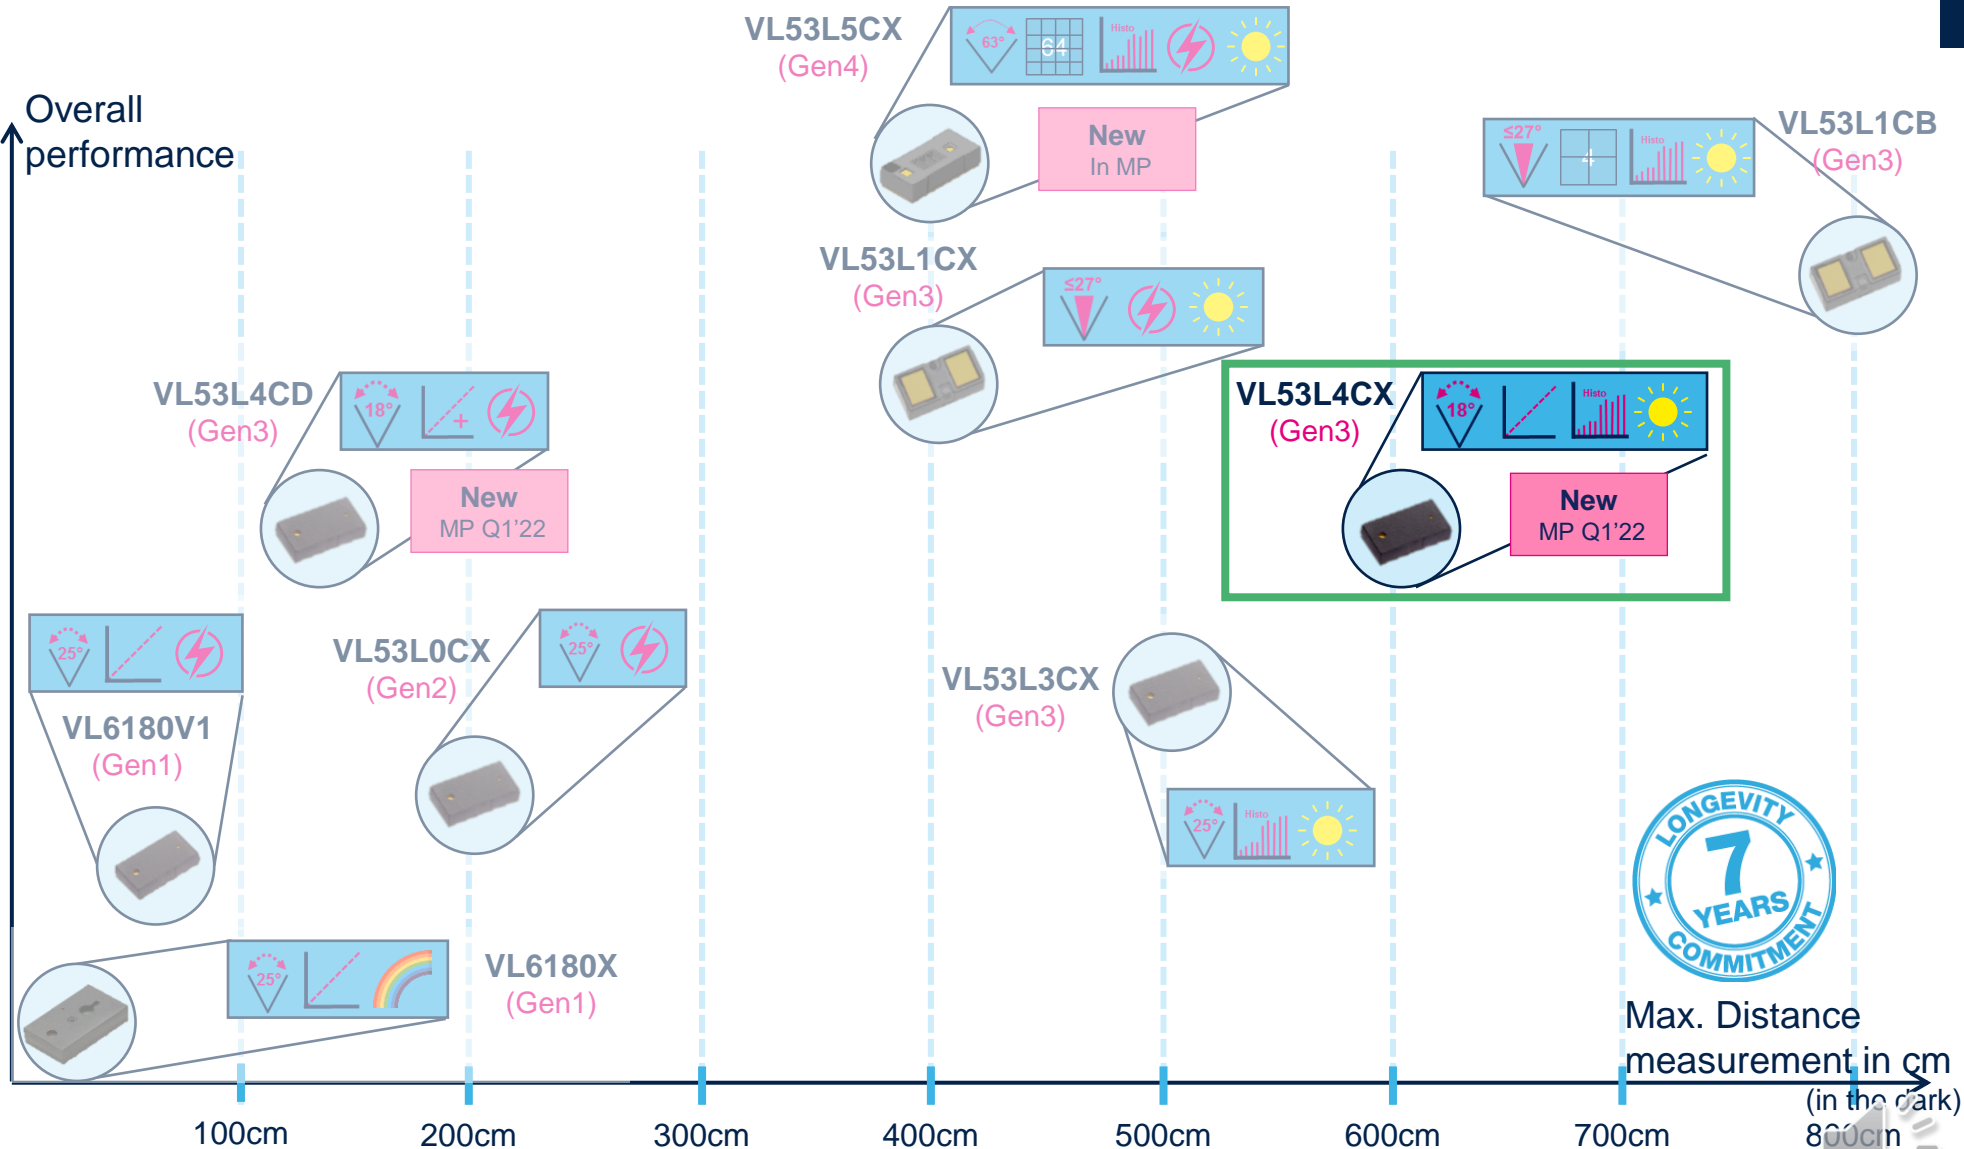 VL53L5CX
(Gen4)
63°
64
Histo
New
In MP
Overall
performance
≤27°
4
Histo
VL53L1CB
(Gen3)
VL53L1CX
(Gen3)
≤27°
VL53L4CD
(Gen3)
18°
+
New
MP Q1'22
VL53L4CX
(Gen3)
18°
Histo
New
MP Q1'22
25°
VL6180V1
(Gen1)
VL53L0CX
(Gen2)
25°
VL53L3CX
(Gen3)
25°
Histo
25°
VL6180X
(Gen1)
LONGEVITY
7
YEARS
COMMITMENT
Max. Distance
measurement in cm
(in the dark)
100cm
200cm
300cm
400cm
500cm
600cm
700cm
800cm